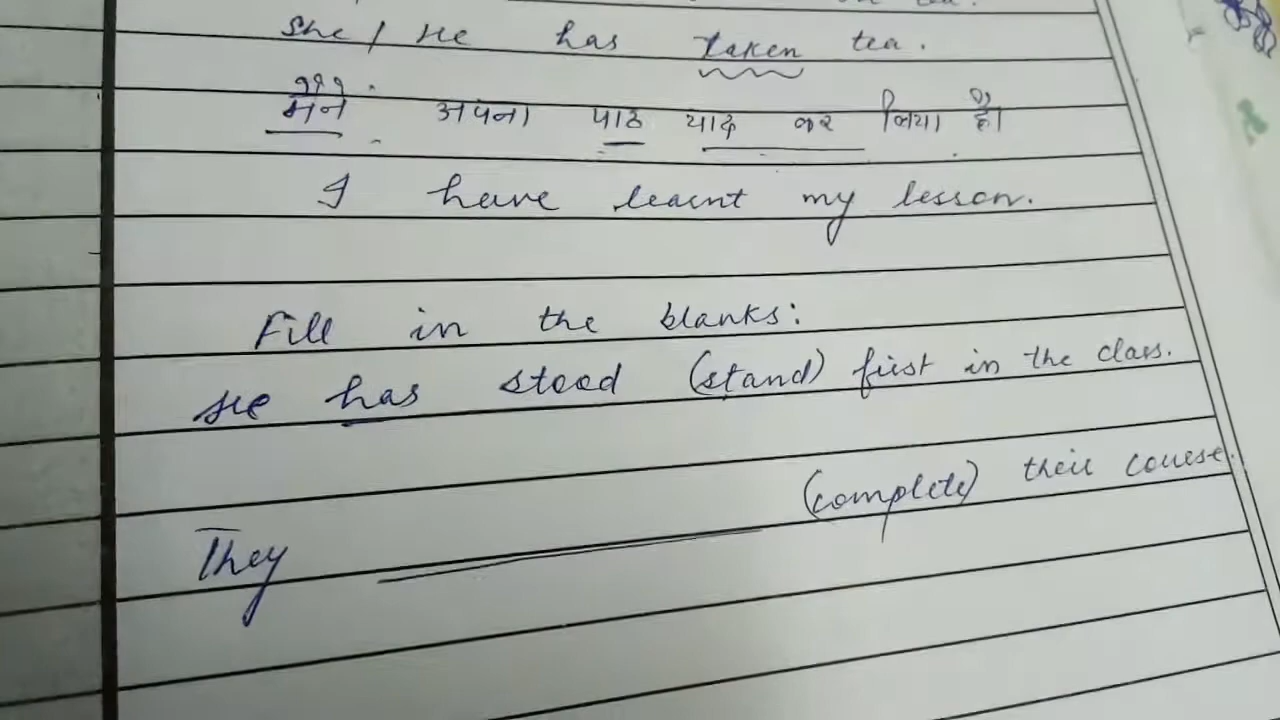 She / He has taken tea.
मैंने अपना पाठ याद कर लिया है।
I have learnt my lesson.
Fill in the blanks:
He has stood (stand) first in the class.
They ________ (complete) their course.